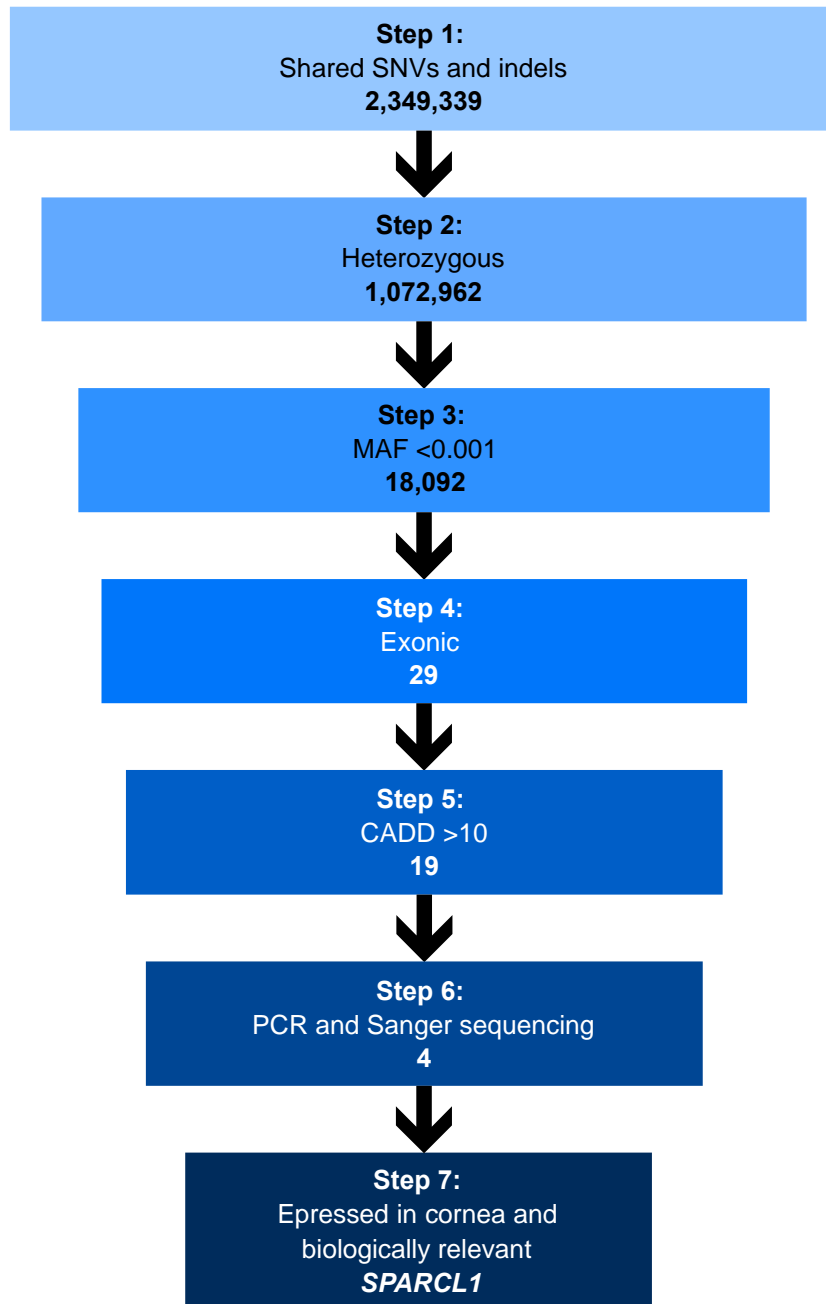 Step 1:
Shared SNVs and indels
2,349,339
Step 2:
Heterozygous
1,072,962
Step 3:
MAF <0.001
18,092
Step 4:
Exonic
29
Step 5:
CADD >10
19
Step 6:
PCR and Sanger sequencing
4
Step 7:
Epressed in cornea and
biologically relevant
SPARCL1